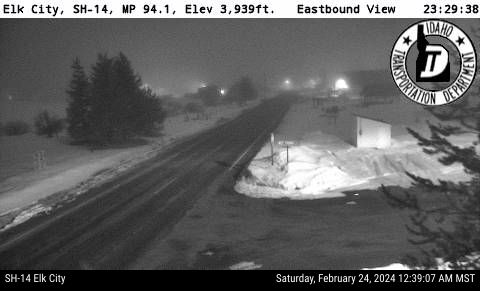 Elk City, SH-14, MP 94.1, Elev 3,939ft. Eastbound View 23:29:38
IDAHO
TRANSPORTATION DEPARTMENT
SH-14 Elk City Saturday, February 24, 2024 12:39:07 AM MST